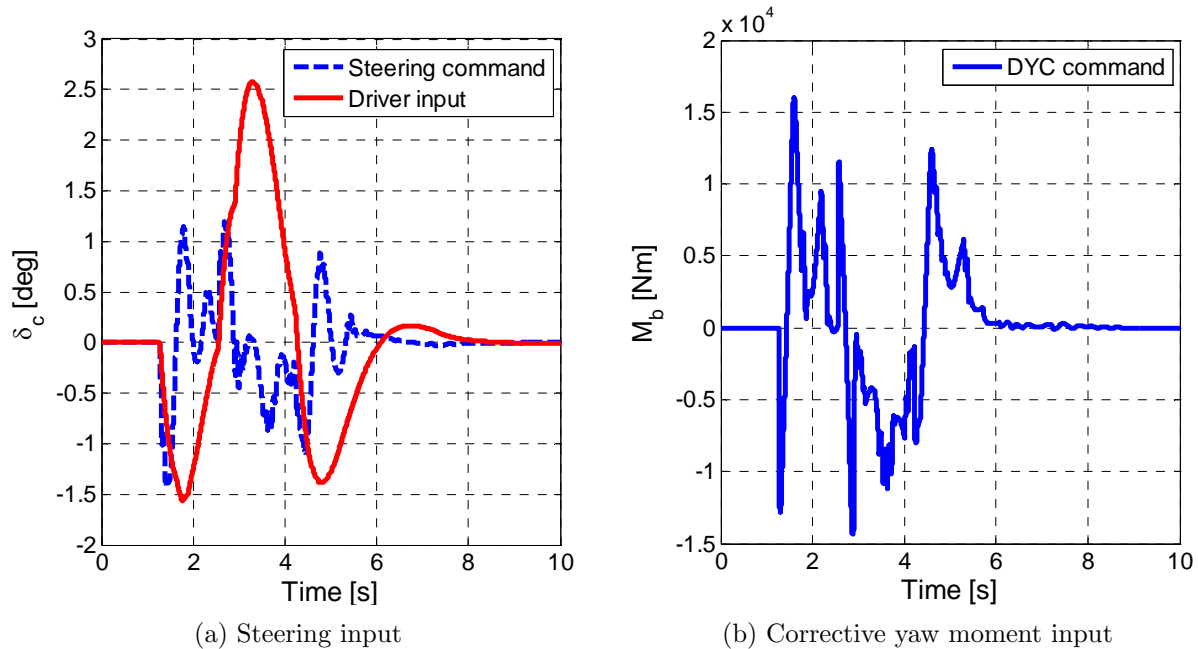 3
2.5
2
1.5
1
0.5
0
-0.5
-1
-1.5
-2
δ_c [deg]
Steering command
Driver input
0 2 4 6 8 10
Time [s]
(a) Steering input
x 10^4
2
1.5
1
0.5
0
-0.5
-1
-1.5
M_b [Nm]
DYC command
0 2 4 6 8 10
Time [s]
(b) Corrective yaw moment input